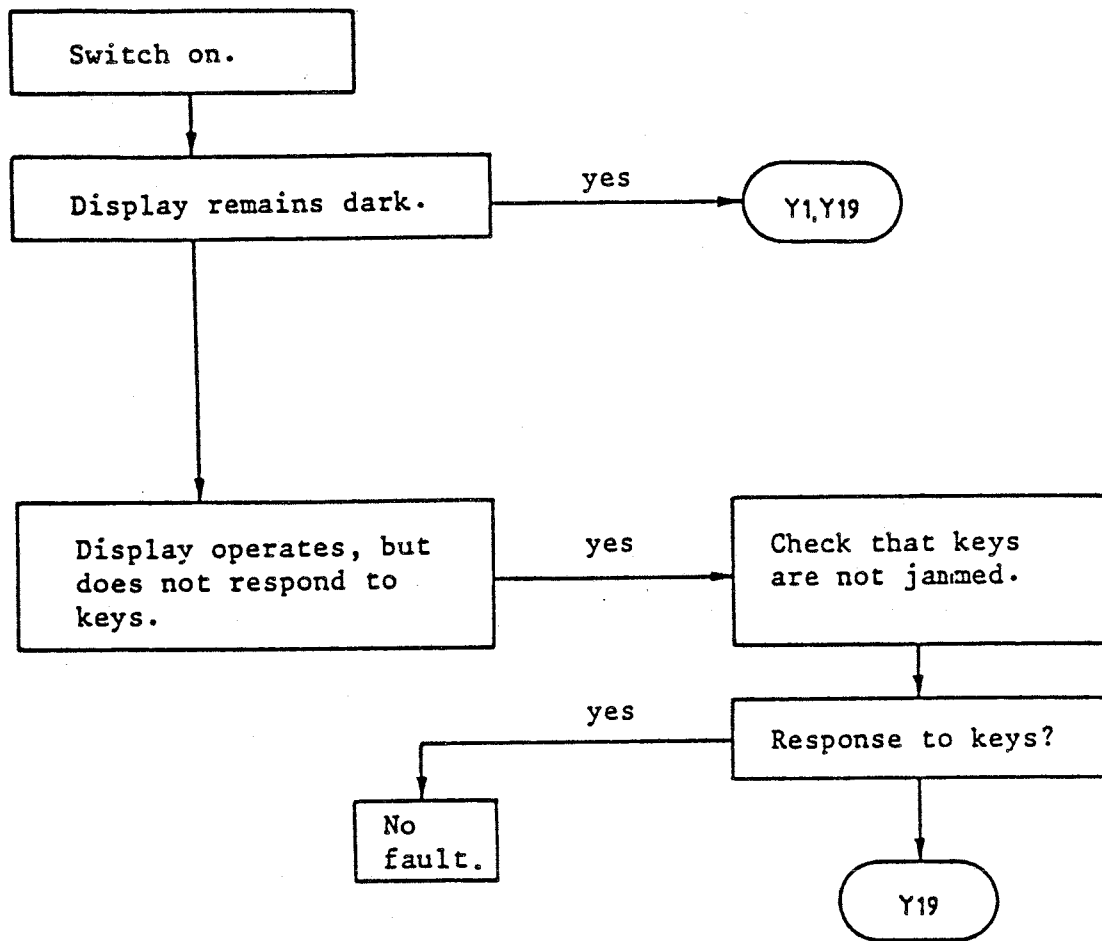 Switch on.
Display remains dark.
yes
Y1,Y19
Display operates, but
does not respond to
keys.
yes
Check that keys
are not jammed.
Response to keys?
yes
No
fault.
Y19